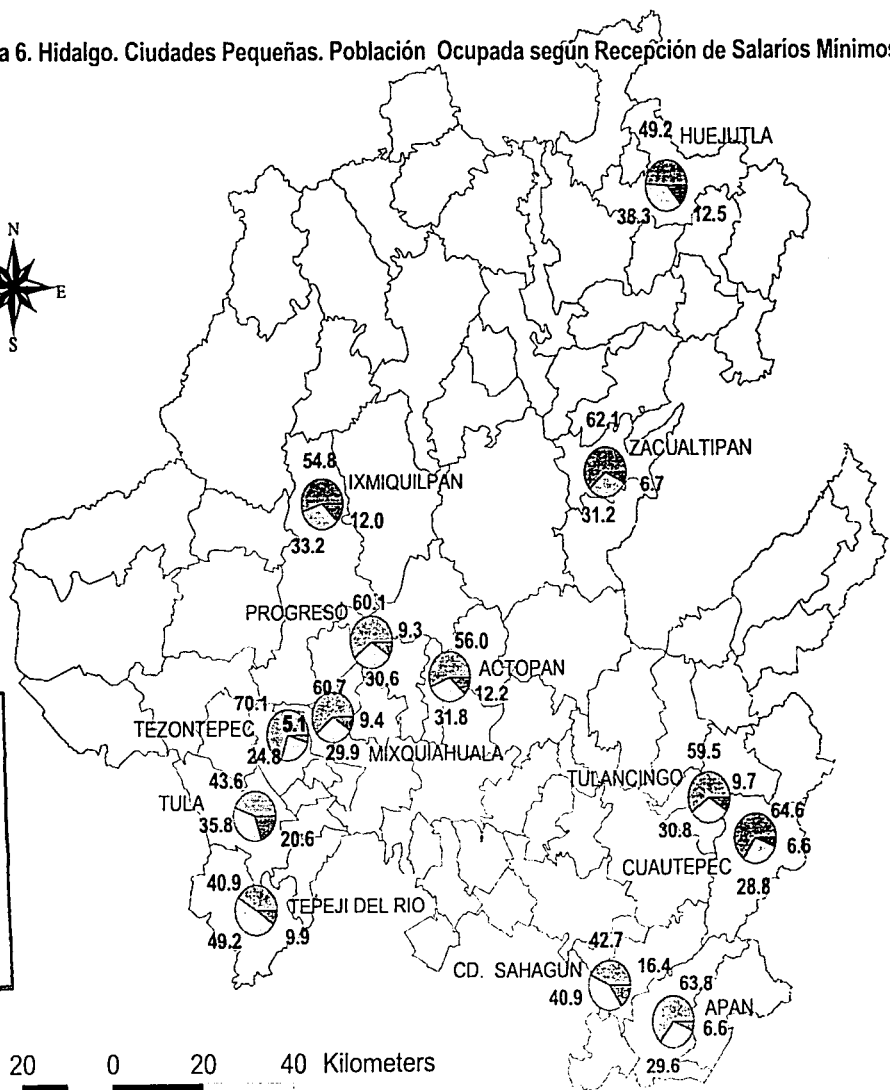 a 6. Hidalgo. Ciudades Pequeñas. Población Ocupada según Recepción de Salarios Mínimos
49.2 HUEJUTLA
38.3 12.5
N
E
S
62.1
ZACUALTIPAN
6.7
31.2
54.8
IXMIQUILPAN
12.0
33.2
PROGRESO 60.1
9.3
30.6
56.0
ACTOPAN
12.2
31.8
70.1
TEZONTEPEC 5.1
24.8
60.7
9.4
29.9 MIXQUIAHUALA
43.6
TULA
35.8 20.6
59.5
TULANCINGO 9.7
30.8
64.6
6.6
CUAUTEPEC
28.8
40.9
TEPEJI DEL RIO
49.2 9.9
42.7
CD. SAHAGUN 16.4
40.9
63.8
APAN
6.6
29.6
20 0 20 40 Kilometers